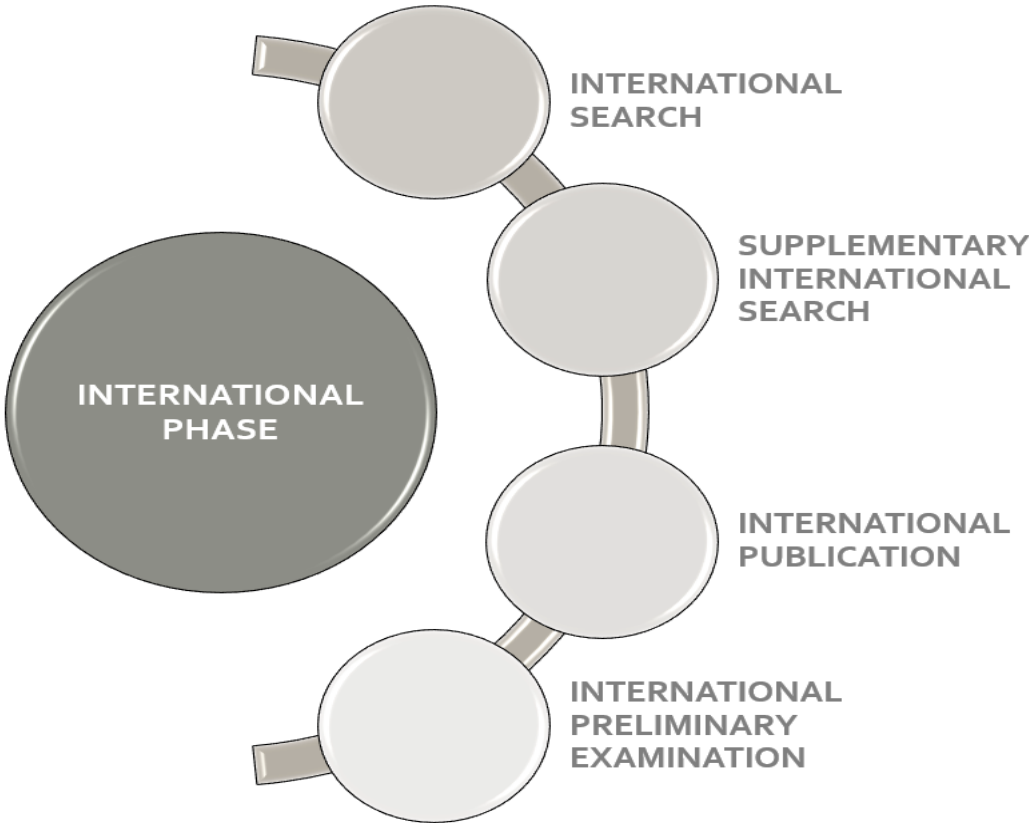 INTERNATIONAL
SEARCH
SUPPLEMENTARY
INTERNATIONAL
SEARCH
INTERNATIONAL
PHASE
INTERNATIONAL
PUBLICATION
INTERNATIONAL
PRELIMINARY
EXAMINATION